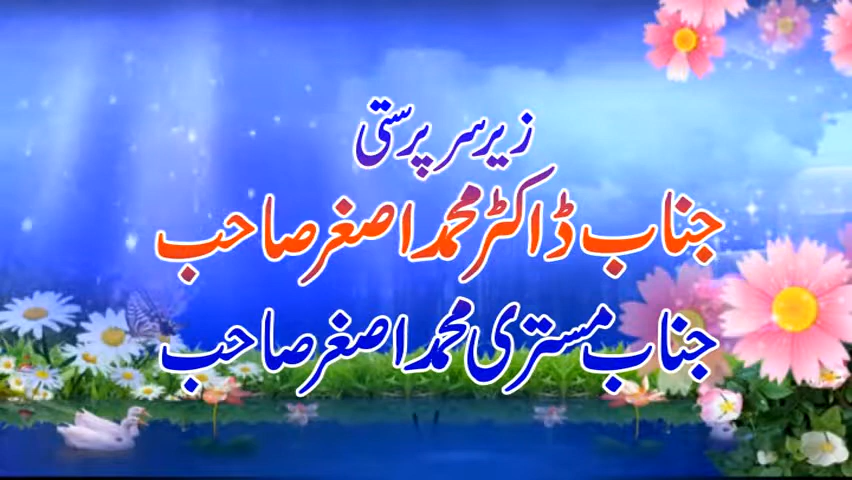 زیر سرپرستی
جناب ڈاکٹر محمد اصغر صاحب
جناب مستری محمد اصغر صاحب